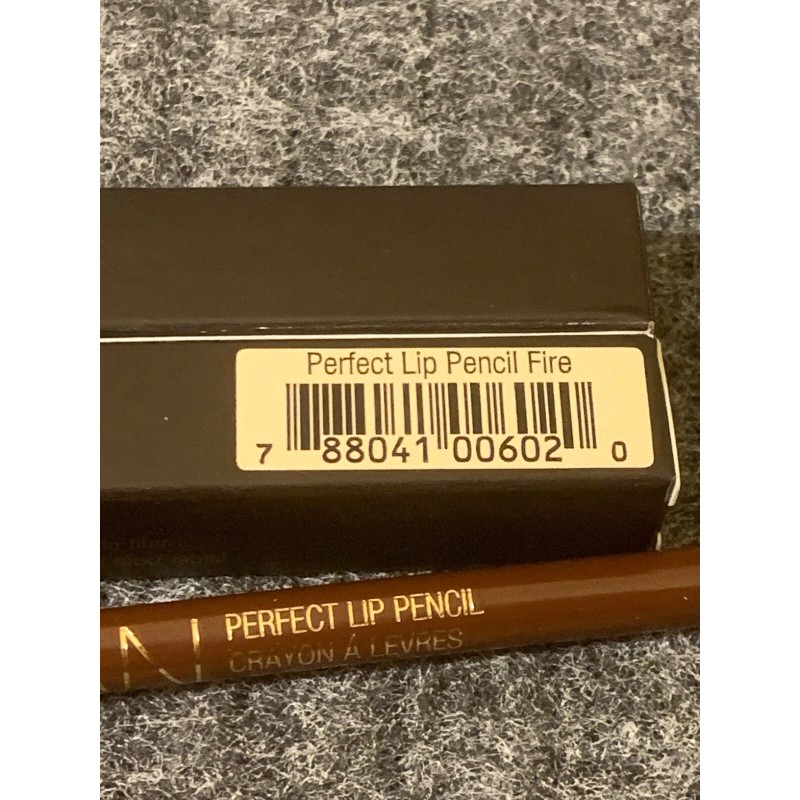 Perfect Lip Pencil Fire
7 88041 00602 0
N PERFECT LIP PENCIL
CRAYON À LEVRES